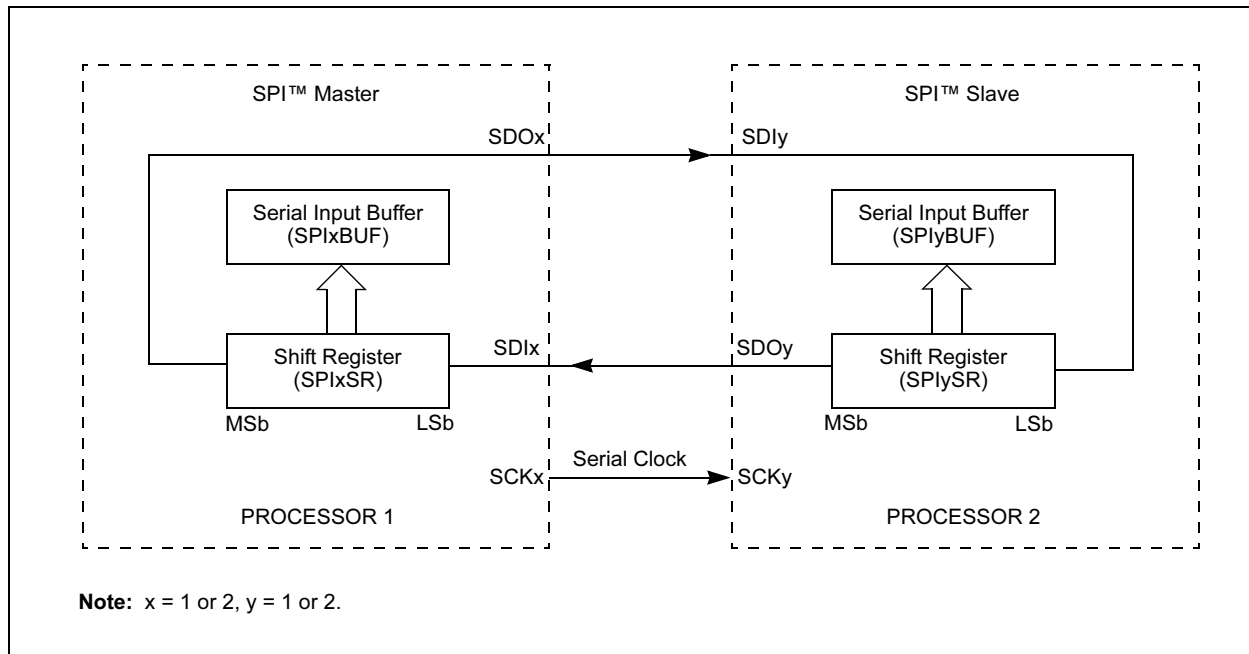 SPI™ Master
SPI™ Slave
SDOx
SDIy
Serial Input Buffer
(SPIxBUF)
Serial Input Buffer
(SPIyBUF)
Shift Register
(SPIxSR)
SDIx
SDOy
Shift Register
(SPIySR)
MSb
LSb
MSb
LSb
Serial Clock
SCKx
SCKy
PROCESSOR 1
PROCESSOR 2
Note: x = 1 or 2, y = 1 or 2.